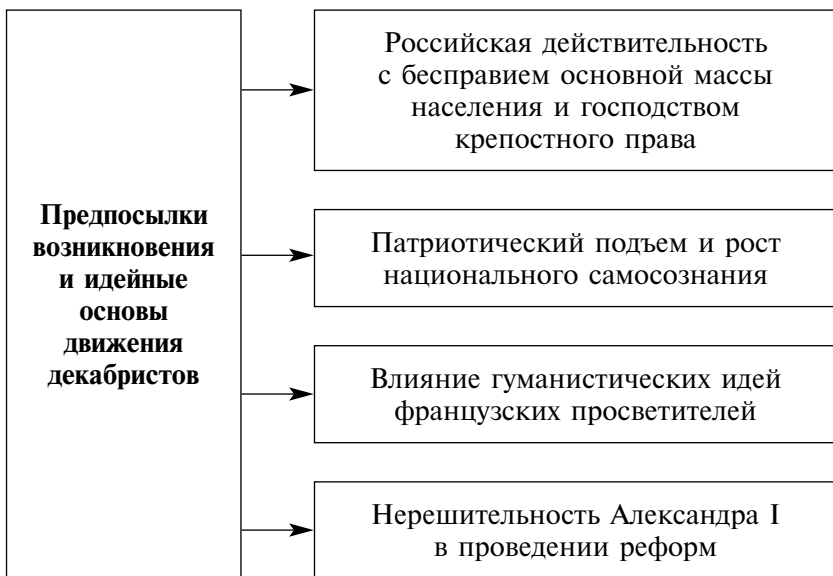 Предпосылки
возникновения
и идейные
основы
движения
декабристов
Российская действительность
с бесправием основной массы
населения и господством
крепостного права
Патриотический подъем и рост
национального самосознания
Влияние гуманистических идей
французских просветителей
Нерешительность Александра I
в проведении реформ